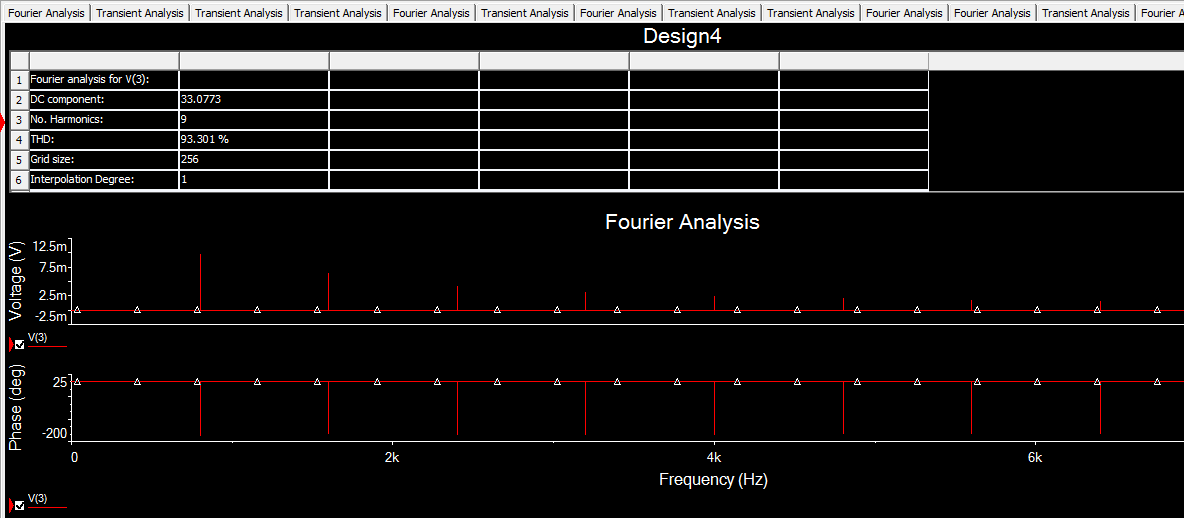 Fourier Analysis Transient Analysis Transient Analysis Transient Analysis Fourier Analysis Transient Analysis Fourier Analysis Transient Analysis Transient Analysis Fourier Analysis Fourier Analysis Transient Analysis Fourier A
Design4
1 Fourier analysis for V(3):
2 DC component: 33.0773
3 No. Harmonics: 9
4 THD: 93.301 %
5 Grid size: 256
6 Interpolation Degree: 1
Fourier Analysis
Voltage (V)
12.5m
7.5m
2.5m
-2.5m
V(3)
Phase (deg)
25
-200
0 2k 4k 6k
Frequency (Hz)
V(3)